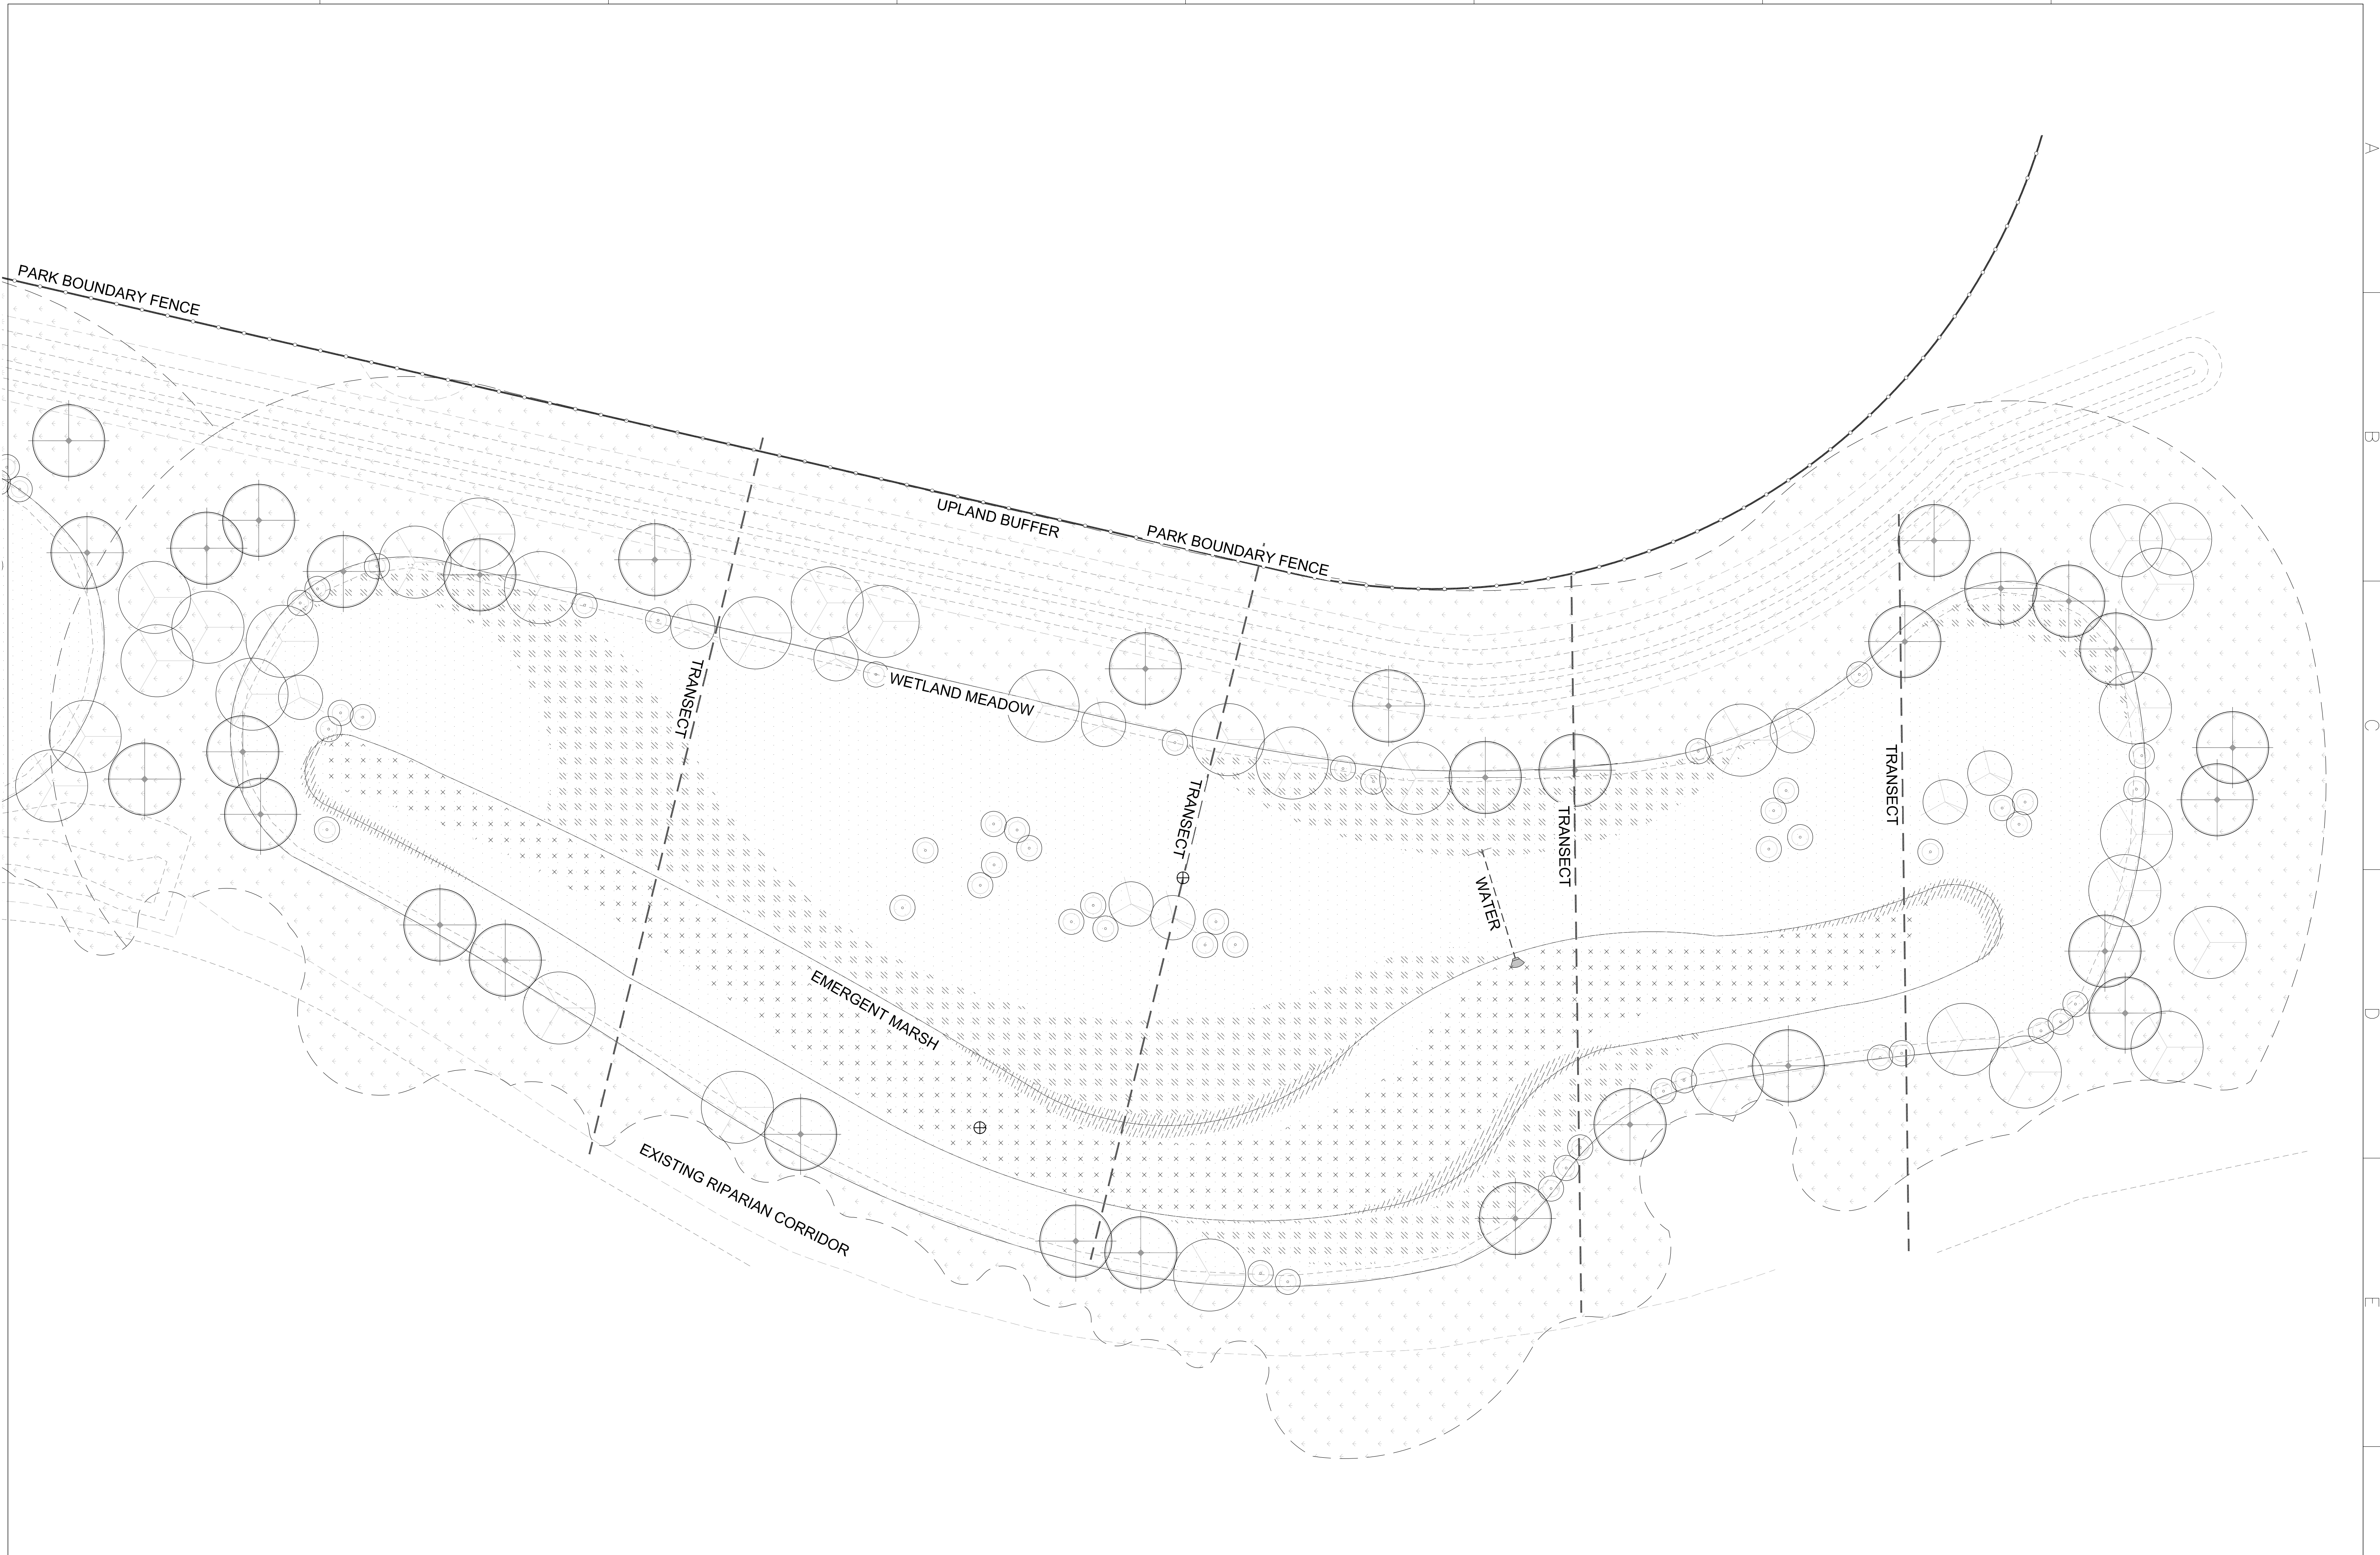 A
PARK BOUNDARY FENCE
B
UPLAND BUFFER
PARK BOUNDARY FENCE
TRANSECT
WETLAND MEADOW
C
TRANSECT
TRANSECT
TRANSECT
WATER
EMERGENT MARSH
D
EXISTING RIPARIAN CORRIDOR
E